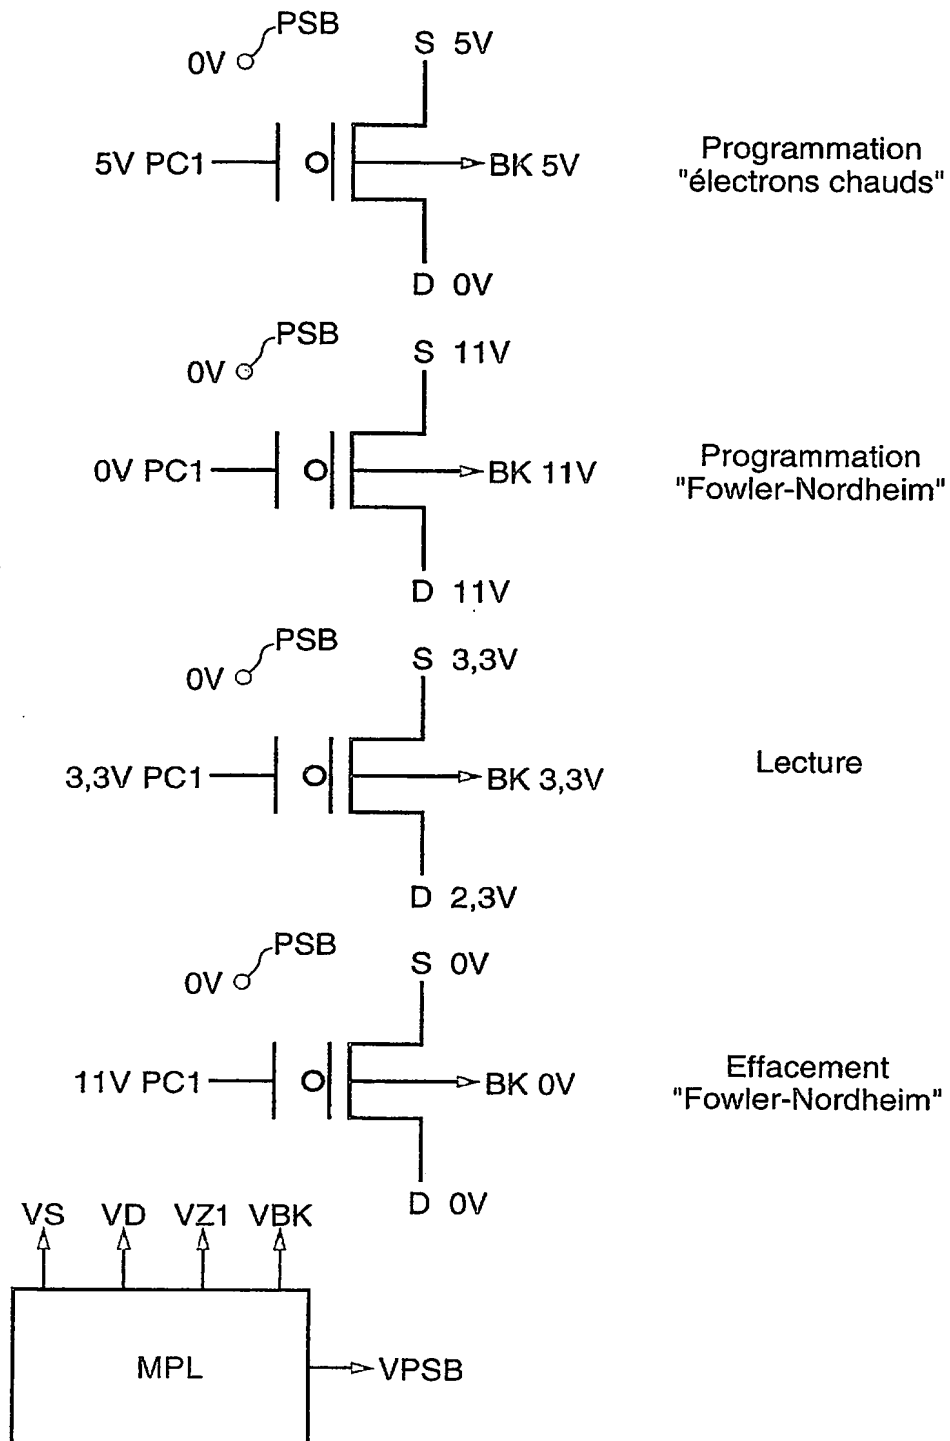 PSB
0V
S 5V
5V PC1
BK 5V
Programmation
"électrons chauds"
D 0V
PSB
0V
S 11V
0V PC1
BK 11V
Programmation
"Fowler-Nordheim"
D 11V
PSB
0V
S 3,3V
3,3V PC1
BK 3,3V
Lecture
D 2,3V
PSB
0V
S 0V
11V PC1
BK 0V
Effacement
"Fowler-Nordheim"
D 0V
VS VD VZ1 VBK
MPL
VPSB